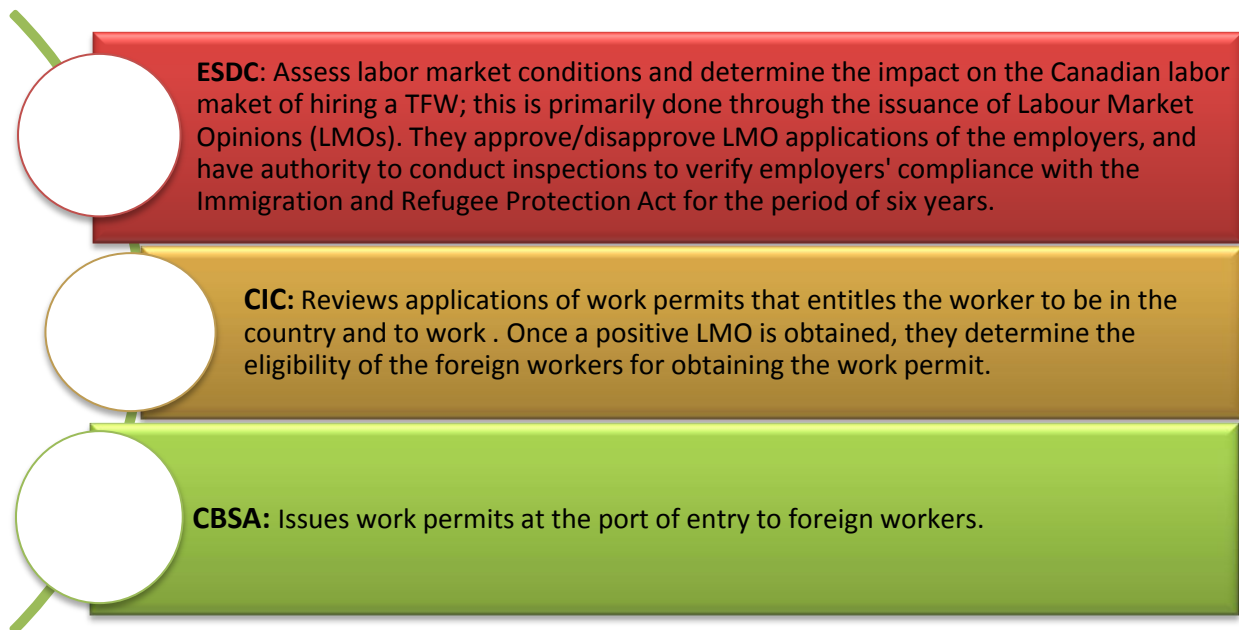 ESDC: Assess labor market conditions and determine the impact on the Canadian labor
maket of hiring a TFW; this is primarily done through the issuance of Labour Market
Opinions (LMOs). They approve/disapprove LMO applications of the employers, and
have authority to conduct inspections to verify employers' compliance with the
Immigration and Refugee Protection Act for the period of six years.
CIC: Reviews applications of work permits that entitles the worker to be in the
country and to work . Once a positive LMO is obtained, they determine the
eligibility of the foreign workers for obtaining the work permit.
CBSA: Issues work permits at the port of entry to foreign workers.